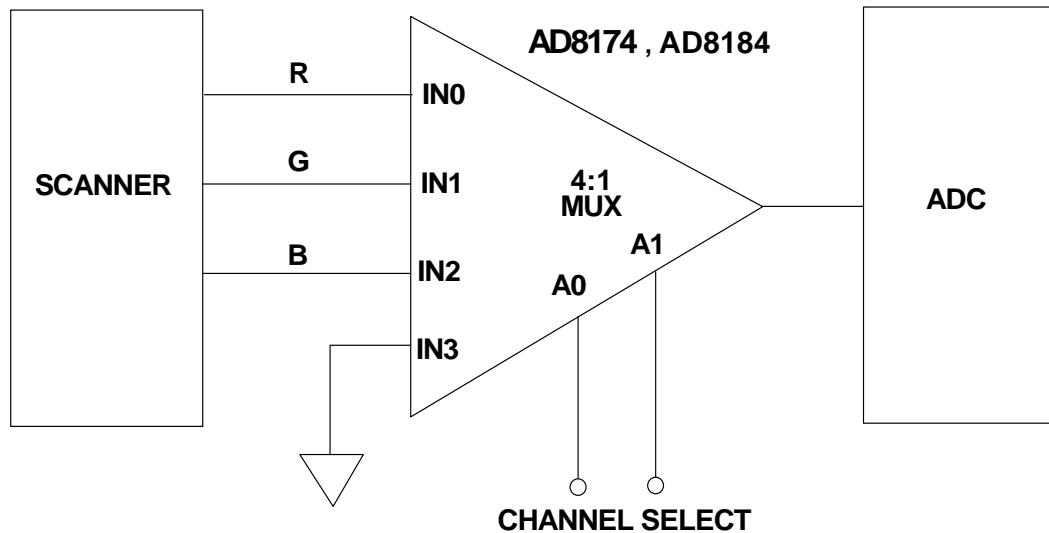 AD8174 , AD8184
R
IN0
G
SCANNER
IN1
4:1
MUX
ADC
B
IN2
A1
A0
IN3
CHANNEL SELECT